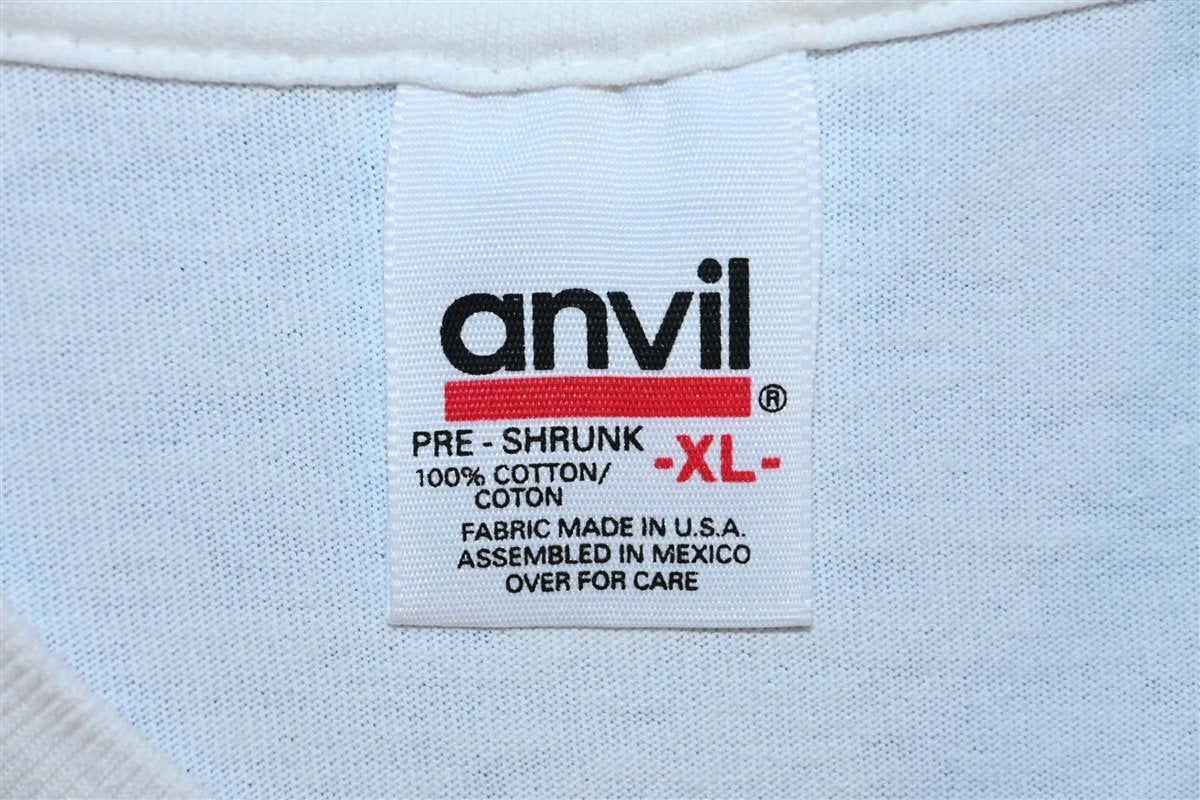 anvil
®
PRE - SHRUNK
-XL-
100% COTTON/
COTON
FABRIC MADE IN U.S.A.
ASSEMBLED IN MEXICO
OVER FOR CARE